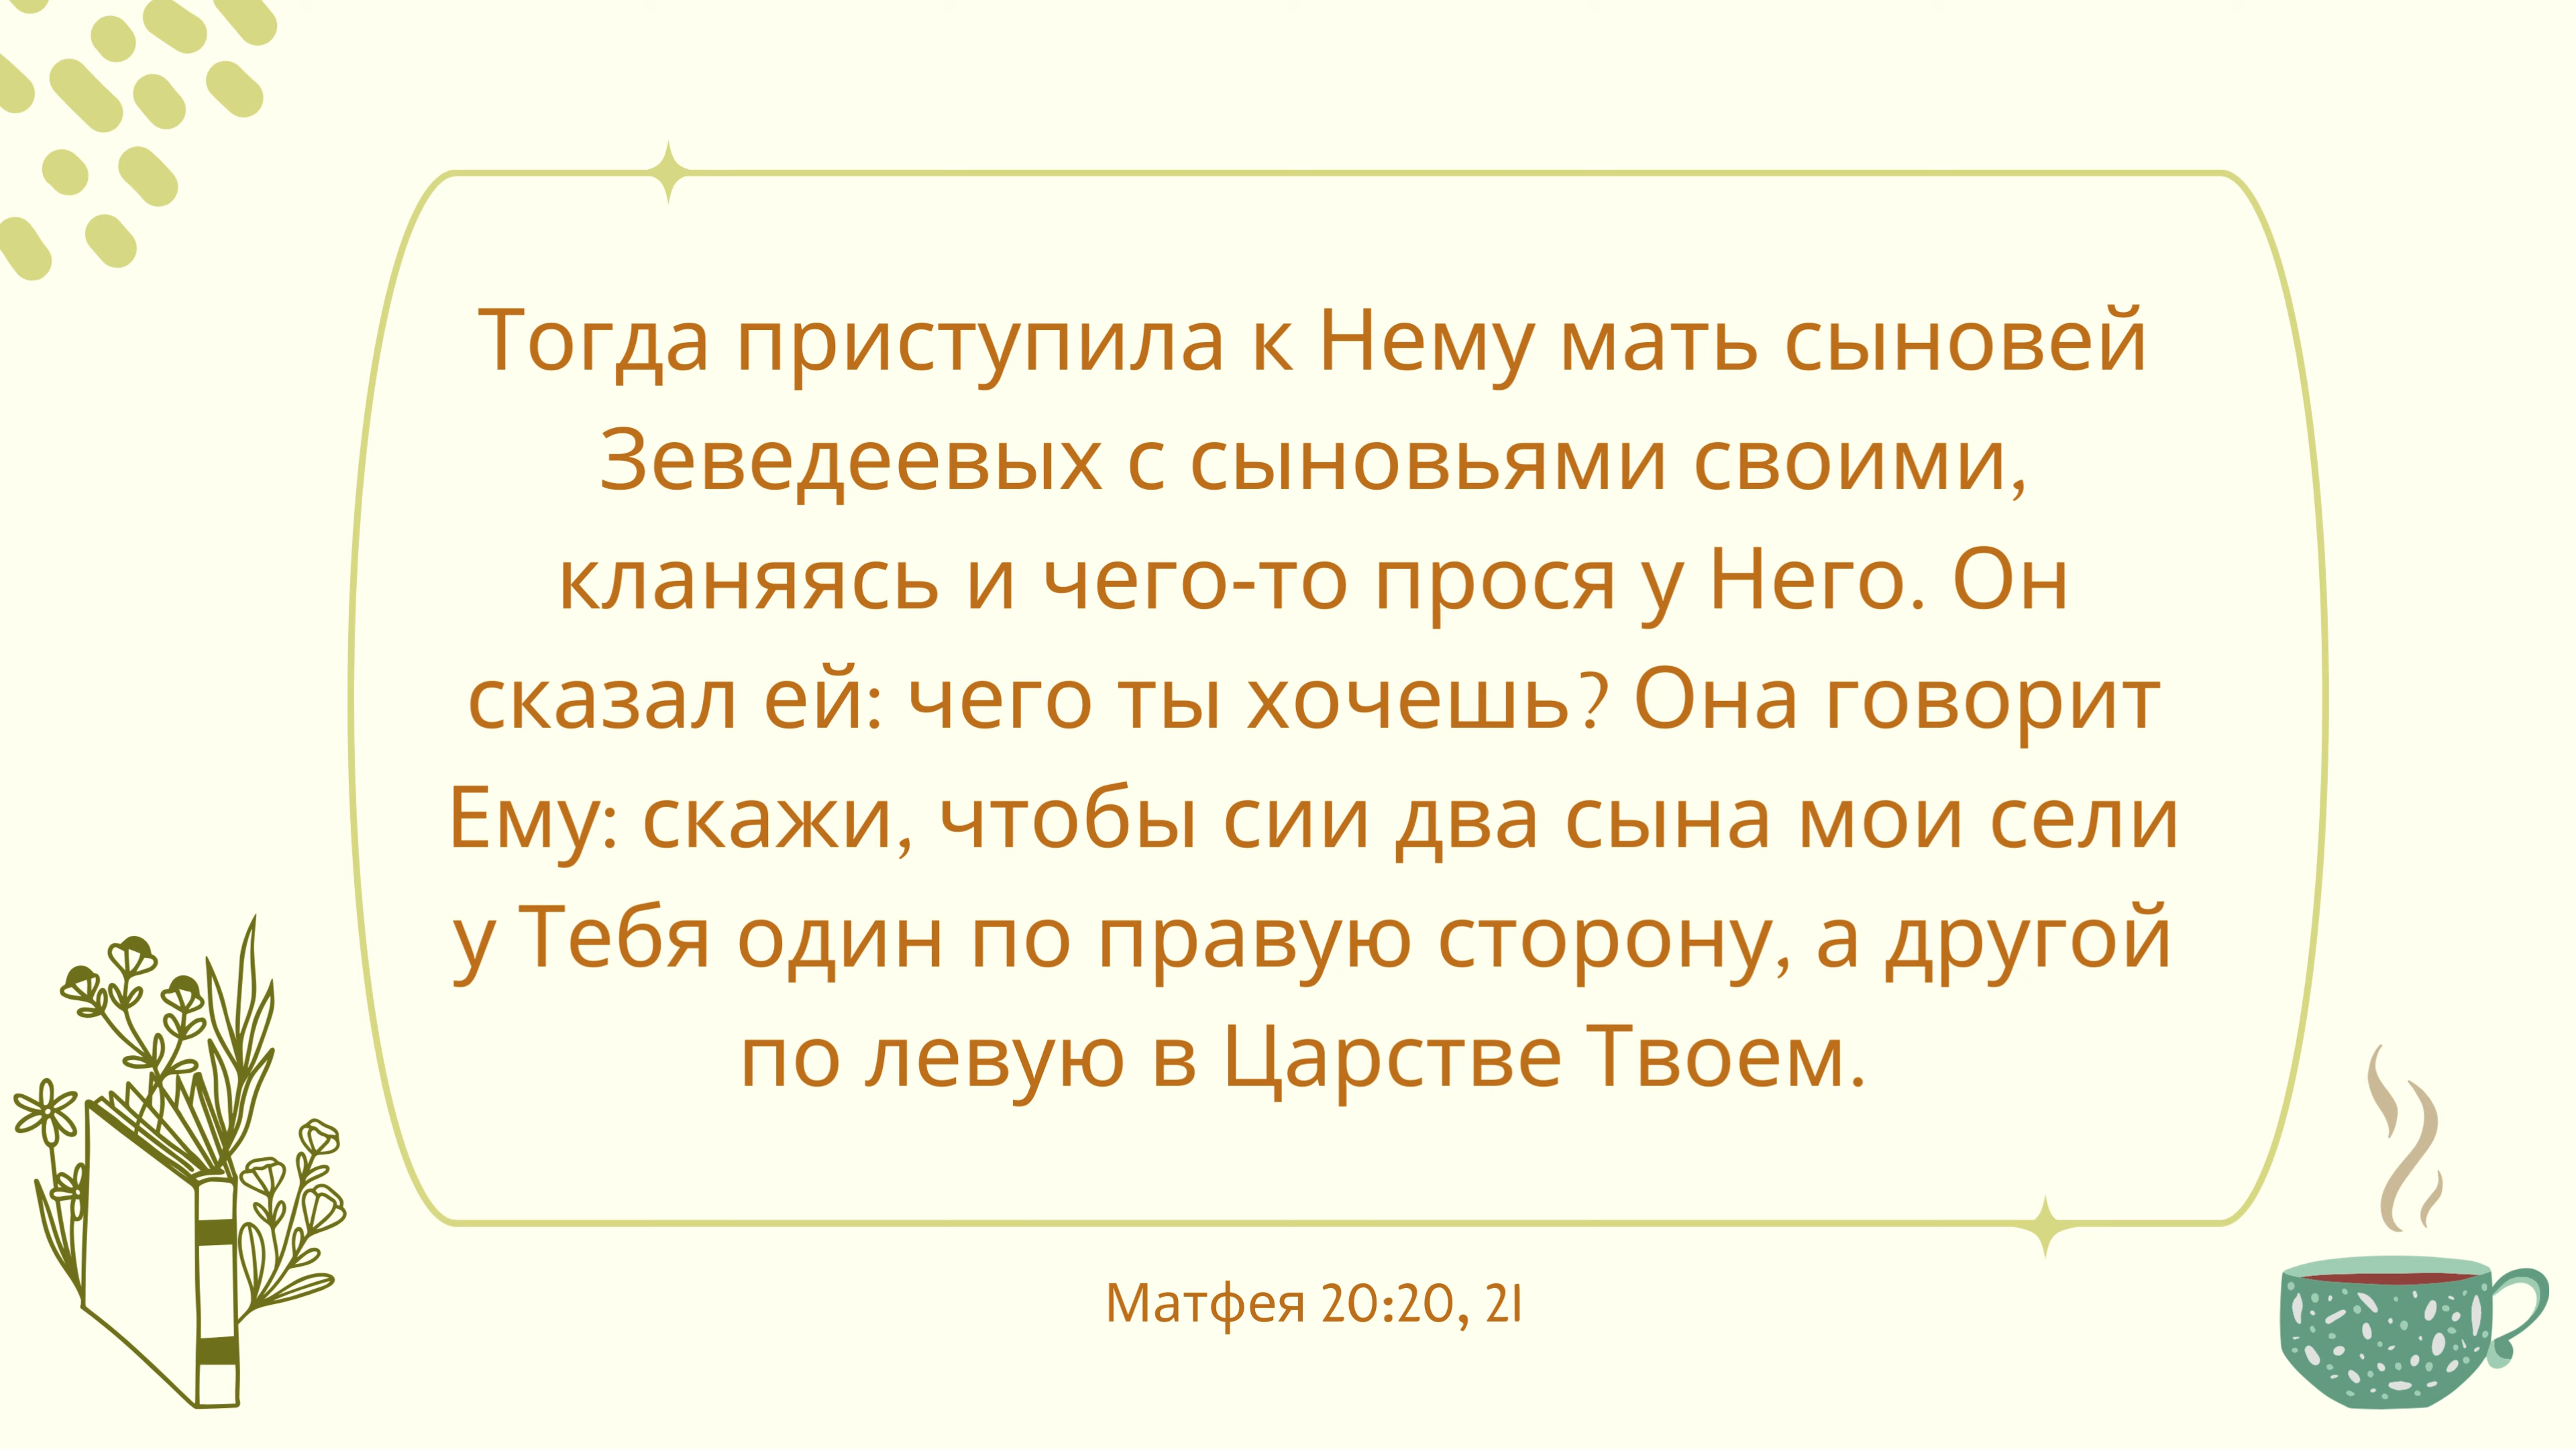 Тогда приступила к Нему мать сыновей
Зеведеевых с сыновьями своими,
кланяясь и чего-то прося у Него. Он
сказал ей: чего ты хочешь? Она говорит
Ему: скажи, чтобы сии два сына мои сели
у Тебя один по правую сторону, а другой
по левую в Царстве Твоем.
Матфея 20:20, 21